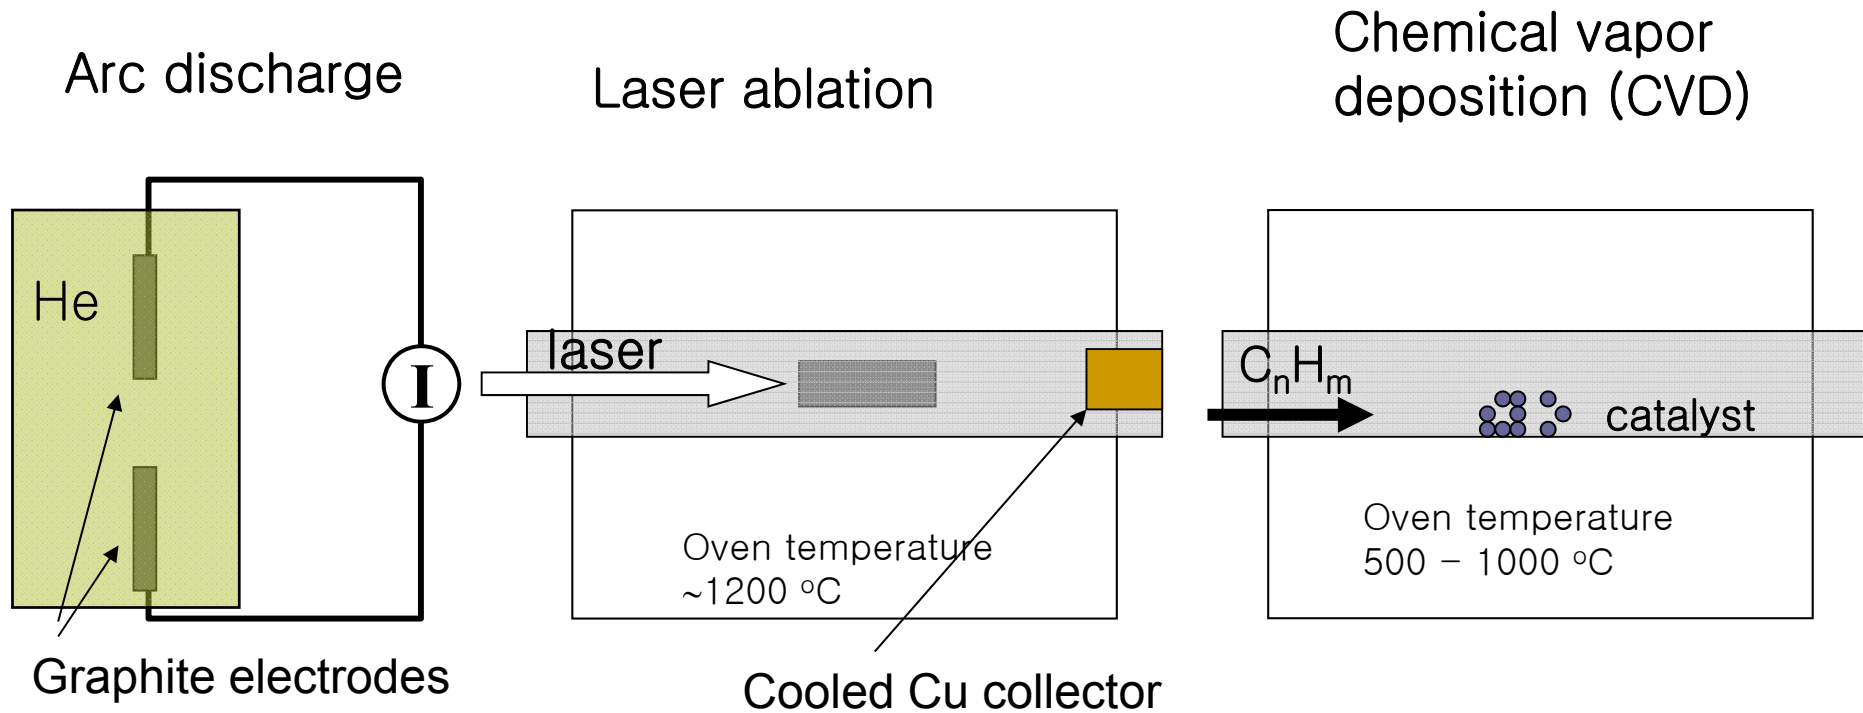 Arc discharge
Laser ablation
Chemical vapor
deposition (CVD)
He
I
Graphite electrodes
laser
Oven temperature
~1200 °C
Cooled Cu collector
CₙHₘ
catalyst
Oven temperature
500 – 1000 °C